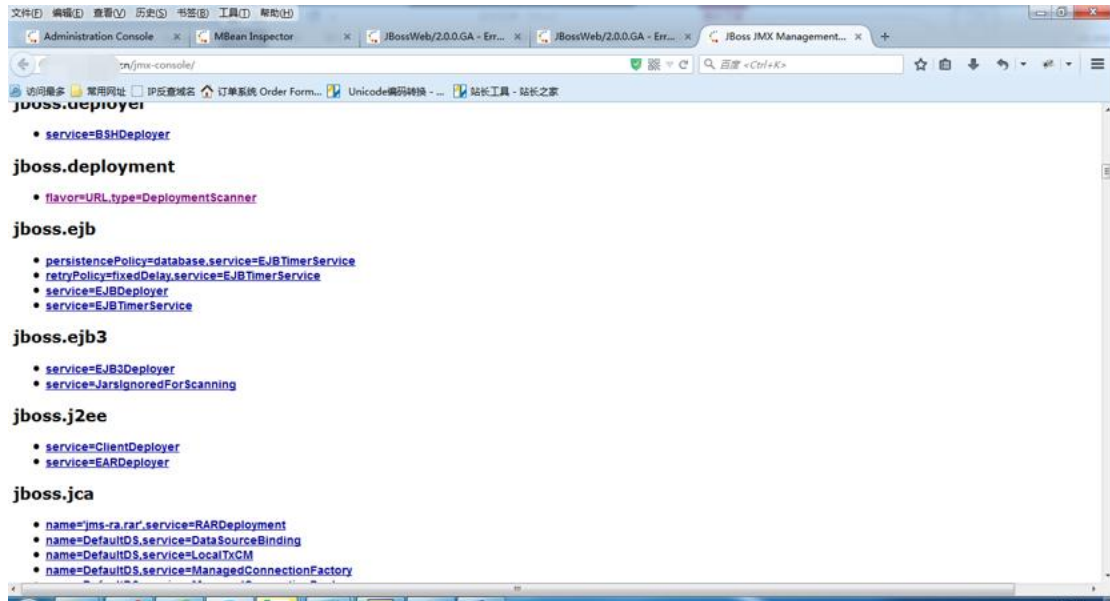 文件(F) 编辑(E) 查看(V) 历史(S) 书签(B) 工具(T) 帮助(H)
Administration Console × MBean Inspector × JBossWeb/2.0.0.GA - Err... × JBossWeb/2.0.0.GA - Err... × JBoss JMX Management... × +
/jmx-console/ 百度 <Ctrl+K>
访问最多 常用网址 IP反查域名 订单系统 Order Form... Unicode编码转换 - ... 站长工具 - 站长之家
jboss.deployer
• service=BSHDeployer
jboss.deployment
• flavor=URL,type=DeploymentScanner
jboss.ejb
• persistencePolicy=database,service=EJBTimerService
• retryPolicy=fixedDelay,service=EJBTimerService
• service=EJBDeployer
• service=EJBTimerService
jboss.ejb3
• service=EJB3Deployer
• service=JarsIgnoredForScanning
jboss.j2ee
• service=ClientDeployer
• service=EARDeployer
jboss.jca
• name='jms-ra.rar',service=RARDeployment
• name=DefaultDS,service=DataSourceBinding
• name=DefaultDS,service=LocalTxCM
• name=DefaultDS,service=ManagedConnectionFactory